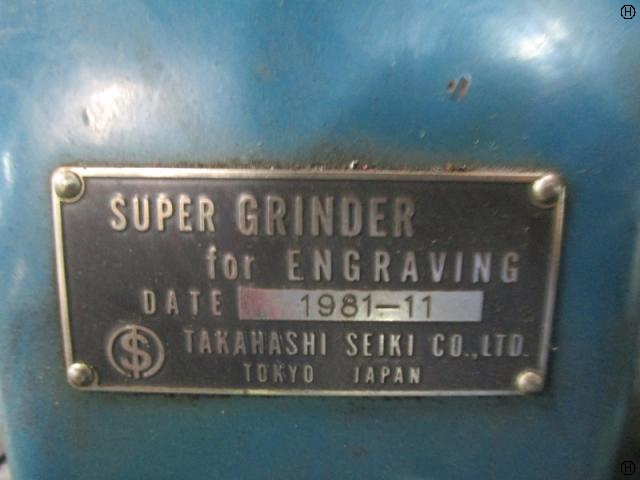 SUPER GRINDER
for ENGRAVING
DATE 1981-11
TAKAHASHI SEIKI CO.,LTD.
TOKYO JAPAN